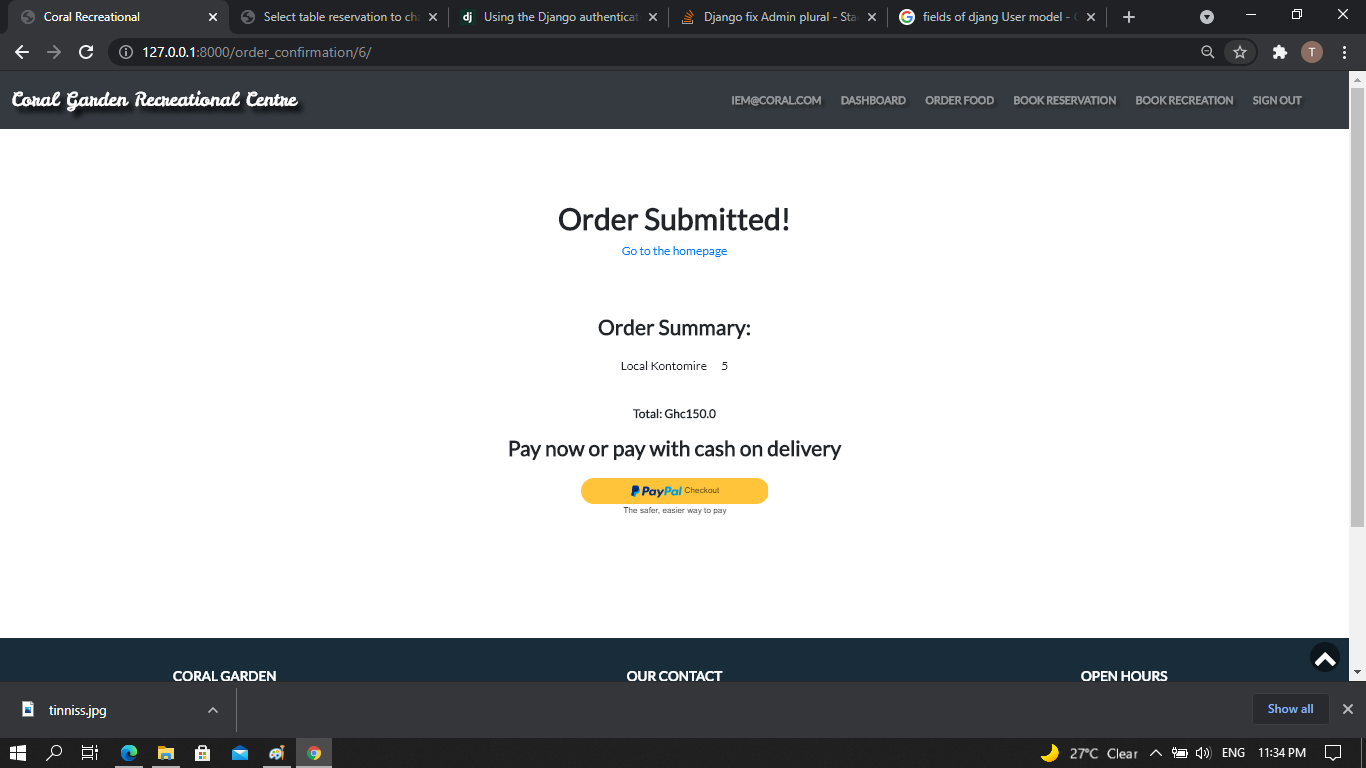 Coral Recreational
Select table reservation to cha
Using the Django authenticat
Django fix Admin plural - Stac
fields of djang User model - G
127.0.0.1:8000/order_confirmation/6/
T
Coral Garden Recreational Centre
IEM@CORAL.COM DASHBOARD ORDER FOOD BOOK RESERVATION BOOK RECREATION SIGN OUT
Order Submitted!
Go to the homepage
Order Summary:
Local Kontomire 5
Total: Ghc150.0
Pay now or pay with cash on delivery
PayPal Checkout
The safer, easier way to pay
CORAL GARDEN OUR CONTACT OPEN HOURS
tinniss.jpg
Show all
27°C Clear ENG 11:34 PM